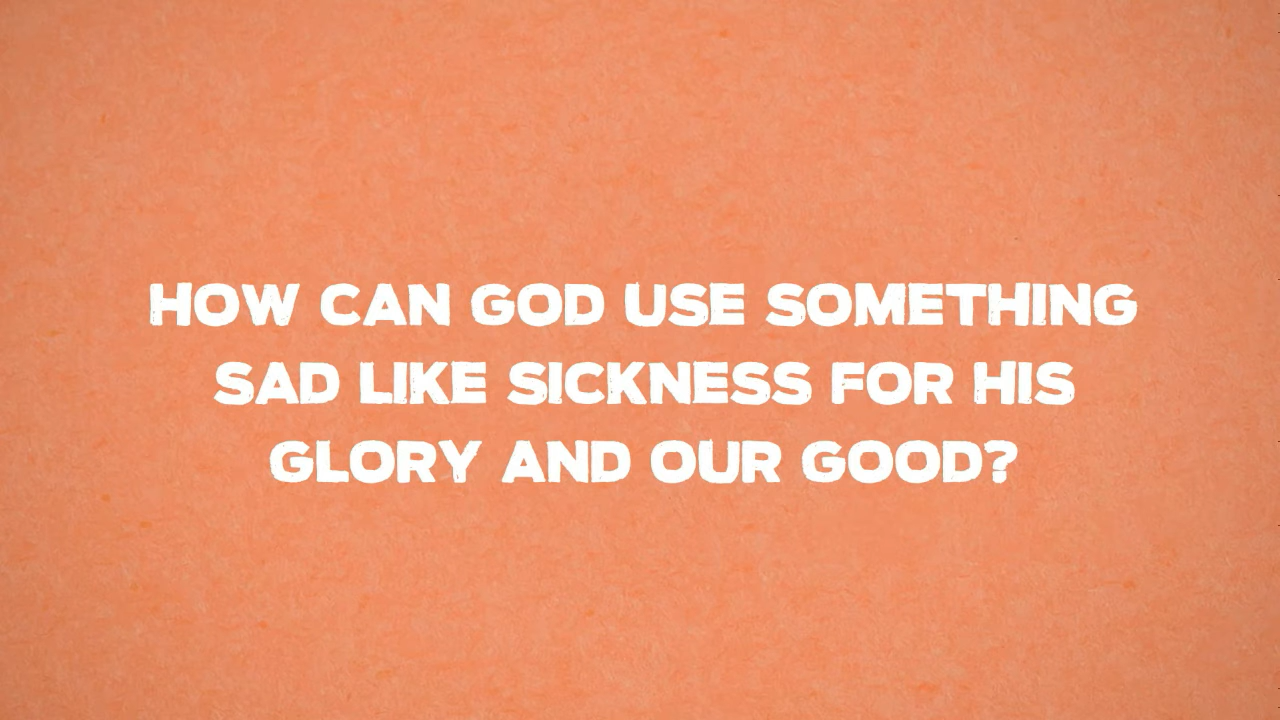 HOW CAN GOD USE SOMETHING
SAD LIKE SICKNESS FOR HIS
GLORY AND OUR GOOD?